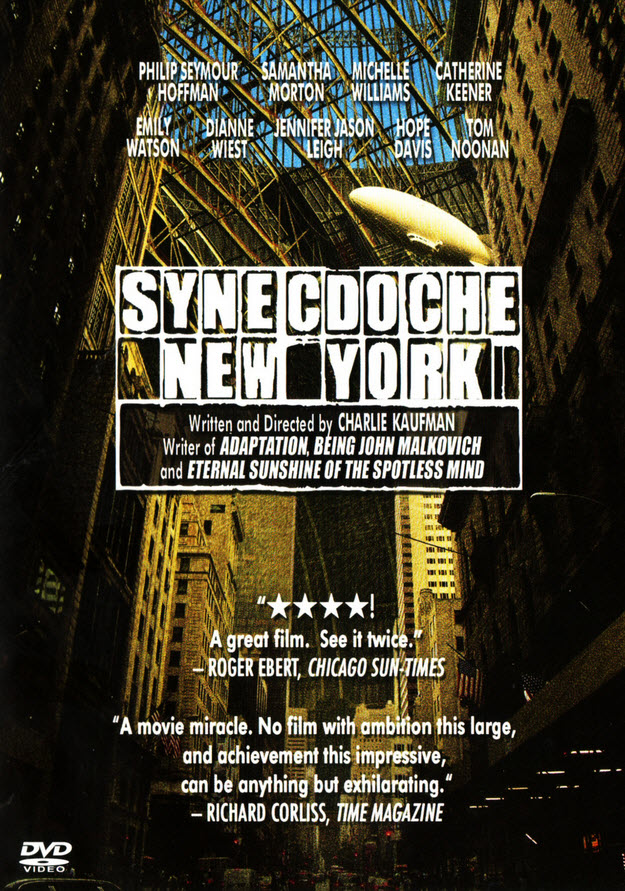 PHILIP SEYMOUR HOFFMAN
SAMANTHA MORTON
MICHELLE WILLIAMS
CATHERINE KEENER
EMILY WATSON
DIANNE WIEST
JENNIFER JASON LEIGH
HOPE DAVIS
TOM NOONAN
SYNECDOCHE
NEW YORK
Written and Directed by CHARLIE KAUFMAN
Writer of ADAPTATION, BEING JOHN MALKOVICH
and ETERNAL SUNSHINE OF THE SPOTLESS MIND
"★★★★!
A great film. See it twice."
– ROGER EBERT, CHICAGO SUN-TIMES
"A movie miracle. No film with ambition this large,
and achievement this impressive,
can be anything but exhilarating."
– RICHARD CORLISS, TIME MAGAZINE
DVD
VIDEO